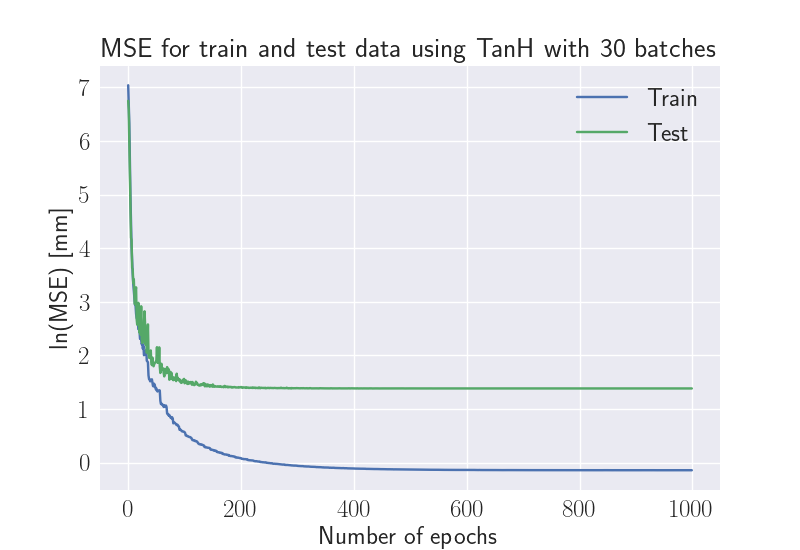 MSE for train and test data using TanH with 30 batches
Train
Test
7
6
5
4
3
2
1
0
ln(MSE) [mm]
0 200 400 600 800 1000
Number of epochs